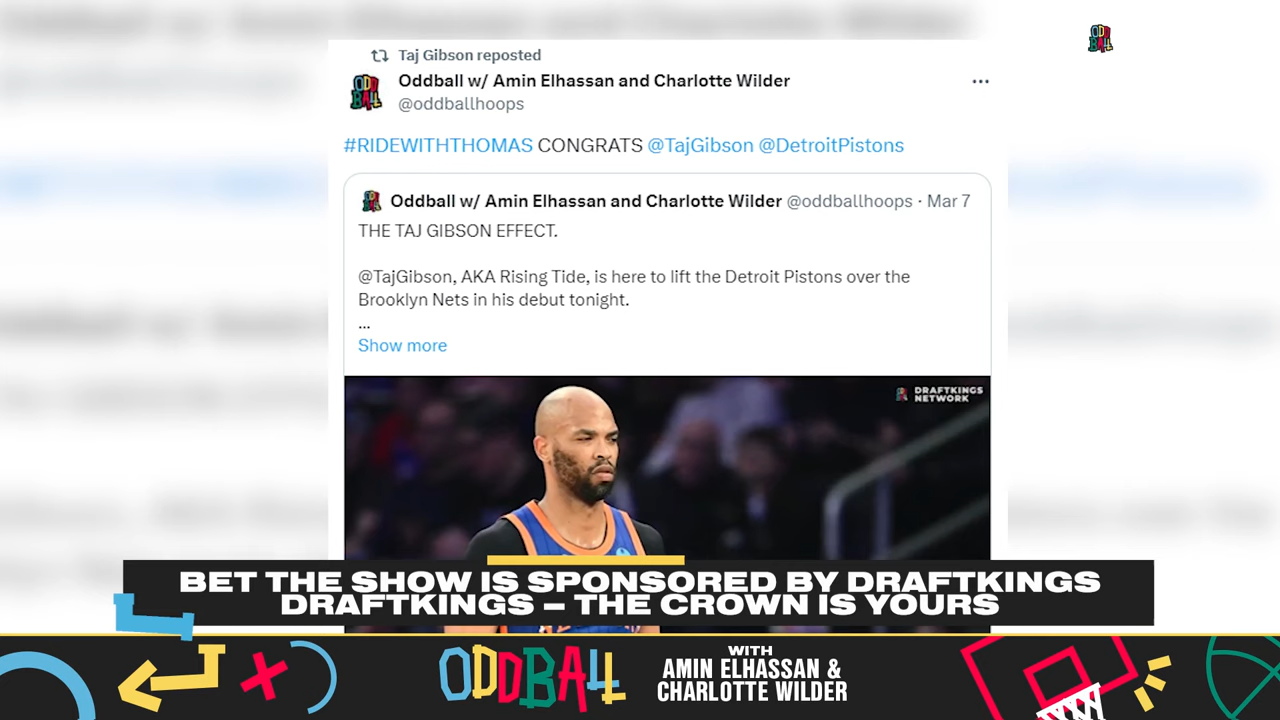 ODD
BALL
Taj Gibson reposted
Oddball w/ Amin Elhassan and Charlotte Wilder
@oddballhoops
#RIDEWITHTHOMAS CONGRATS @TajGibson @DetroitPistons
Oddball w/ Amin Elhassan and Charlotte Wilder @oddballhoops · Mar 7
THE TAJ GIBSON EFFECT.
@TajGibson, AKA Rising Tide, is here to lift the Detroit Pistons over the
Brooklyn Nets in his debut tonight.
...
Show more
DRAFTKINGS
NETWORK
BET THE SHOW IS SPONSORED BY DRAFTKINGS
DRAFTKINGS – THE CROWN IS YOURS
ODDBALL
WITH
AMIN ELHASSAN &
CHARLOTTE WILDER